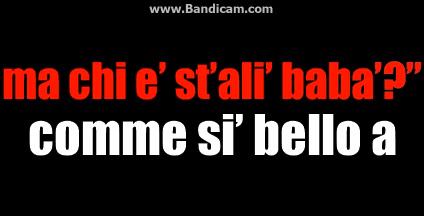 www.Bandicam.com
ma chi e’ st’ali’ baba’?”
comme si’ bello a